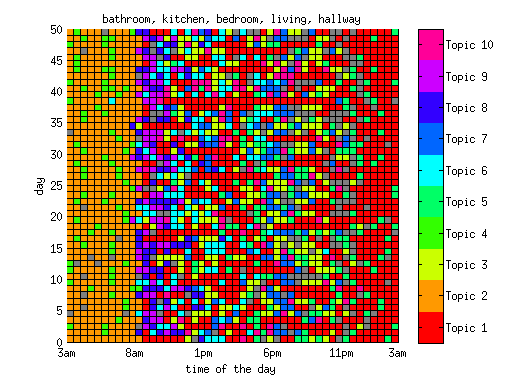 bathroom, kitchen, bedroom, living, hallway
50
45
40
35
30
25
20
15
10
5
0
day
3am 8am 1pm 6pm 11pm 3am
time of the day
Topic 10
Topic 9
Topic 8
Topic 7
Topic 6
Topic 5
Topic 4
Topic 3
Topic 2
Topic 1